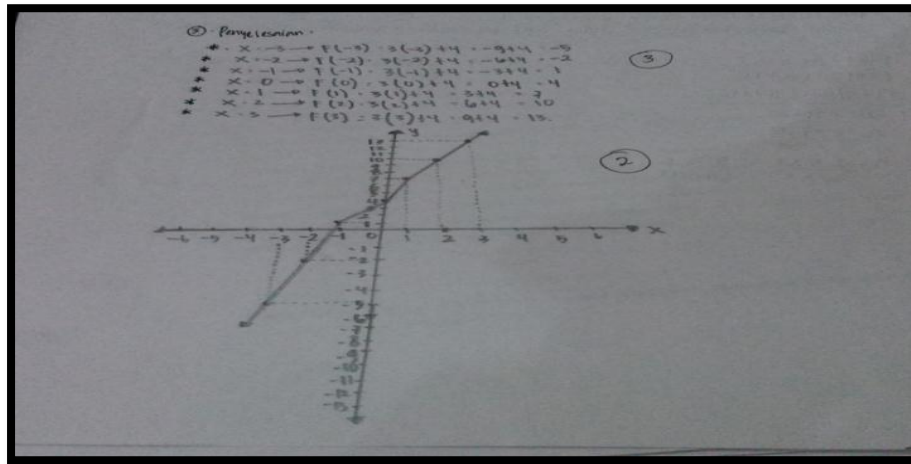 Penyelesaian.
* x = -3 → F(-3) = 3(-3)+4 = -9+4 = -5
* x = -2 → F(-2) = 3(-2)+4 = -6+4 = -2
* x = -1 → F(-1) = 3(-1)+4 = -3+4 = 1
* x = 0 → F(0) = 3(0)+4 = 0+4 = 4
* x = 1 → F(1) = 3(1)+4 = 3+4 = 7
* x = 2 → F(2) = 3(2)+4 = 6+4 = 10
* x = 3 → F(3) = 3(3)+4 = 9+4 = 13.
3
y
2
-6 -5 -4 -3 -2 -1 0 1 2 3 4 5 6 x